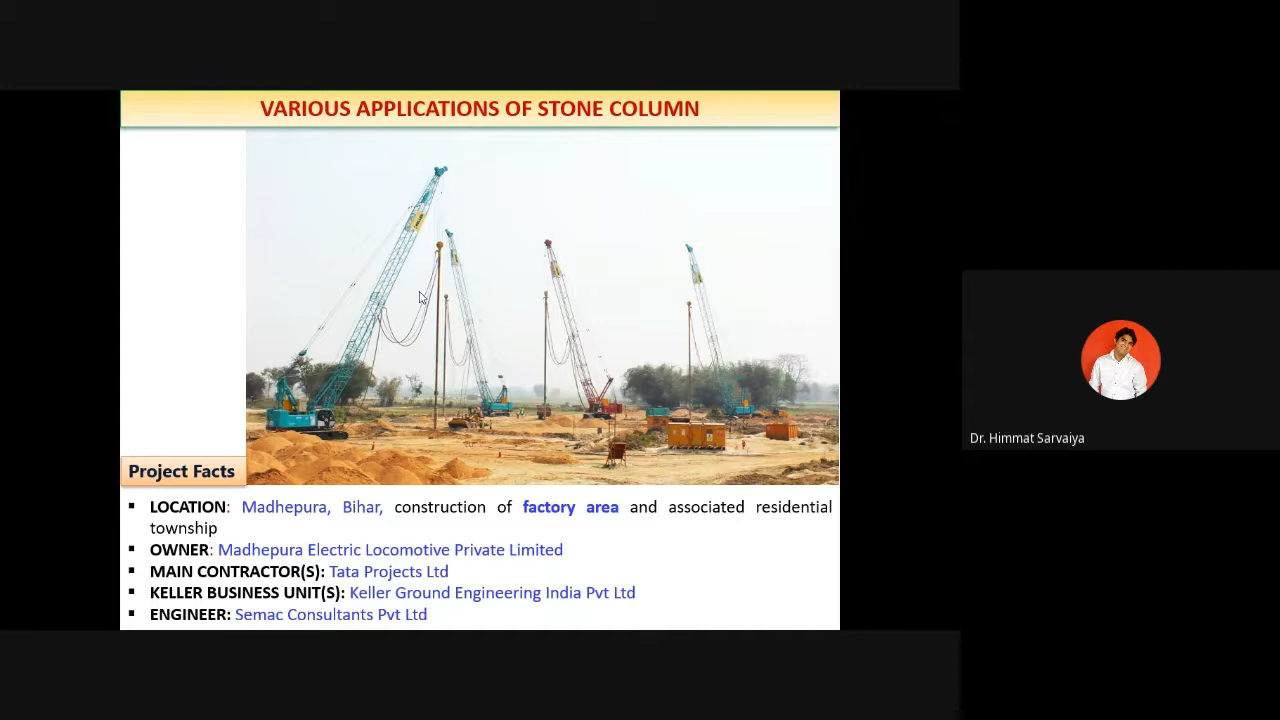 VARIOUS APPLICATIONS OF STONE COLUMN
Project Facts
▪ LOCATION: Madhepura, Bihar, construction of factory area and associated residential
township
▪ OWNER: Madhepura Electric Locomotive Private Limited
▪ MAIN CONTRACTOR(S): Tata Projects Ltd
▪ KELLER BUSINESS UNIT(S): Keller Ground Engineering India Pvt Ltd
▪ ENGINEER: Semac Consultants Pvt Ltd
Dr. Himmat Sarvaiya